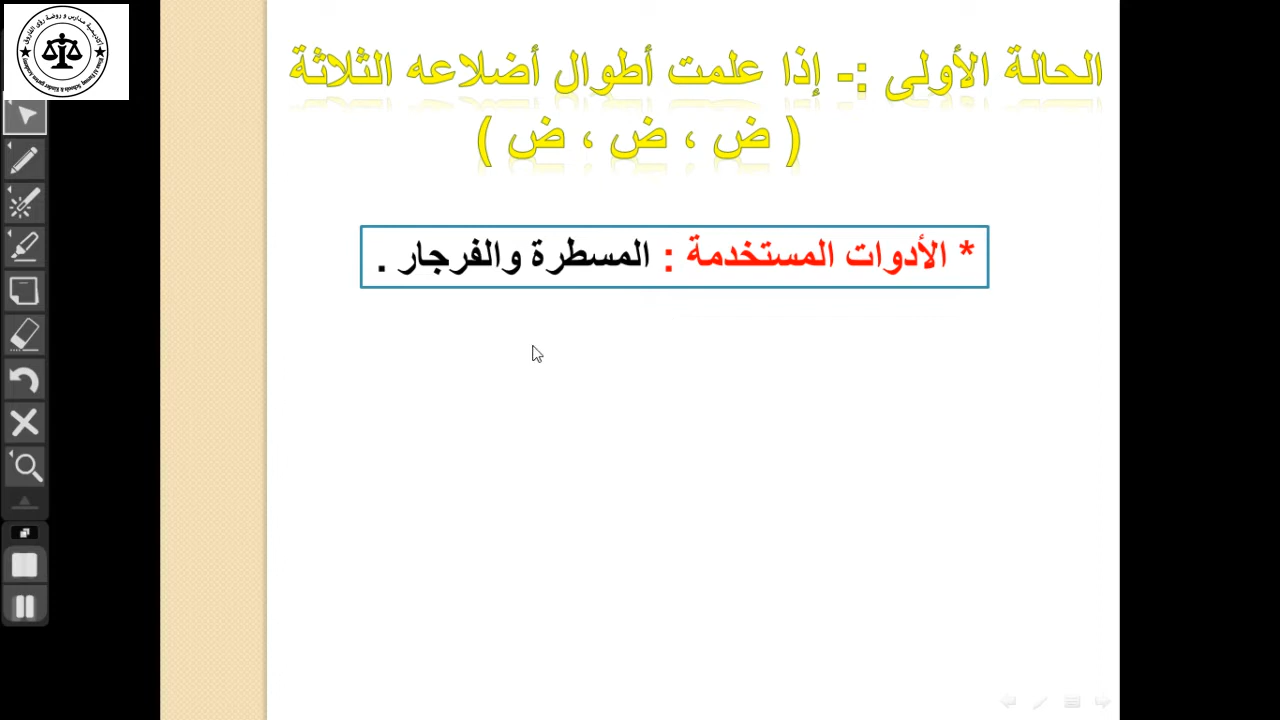 الحالة الأولى :- إذا علمت أطوال أضلاعه الثلاثة
( ض ، ض ، ض )
* الأدوات المستخدمة : المسطرة والفرجار .